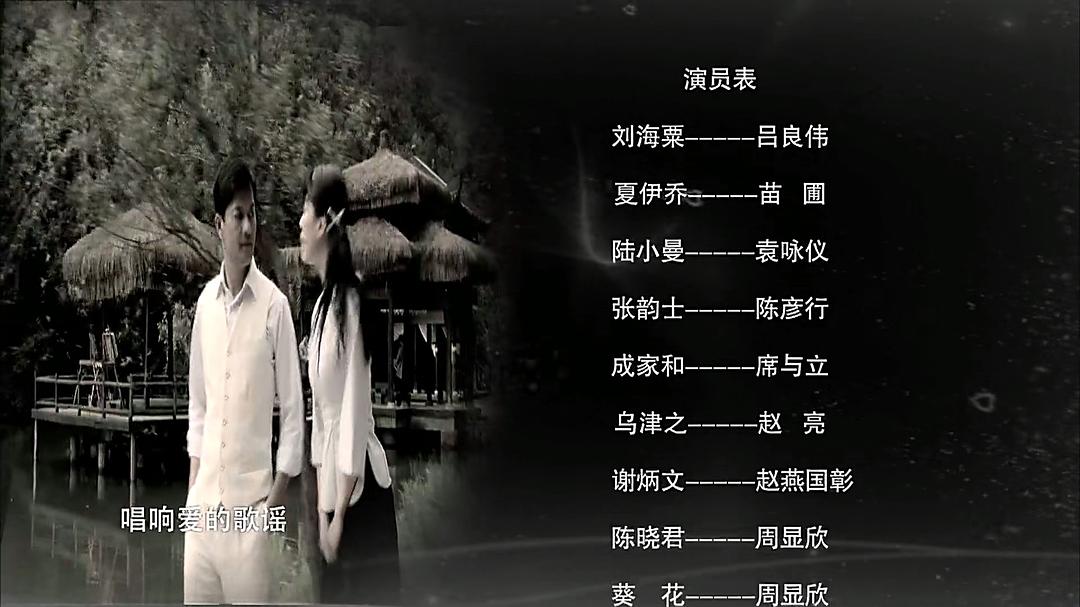 演员表
刘海粟-----吕良伟
夏伊乔-----苗 圃
陆小曼-----袁咏仪
张韵士-----陈彦行
成家和-----席与立
乌津之-----赵 亮
谢炳文-----赵燕国彰
陈晓君-----周显欣
葵 花-----周显欣
唱响爱的歌谣